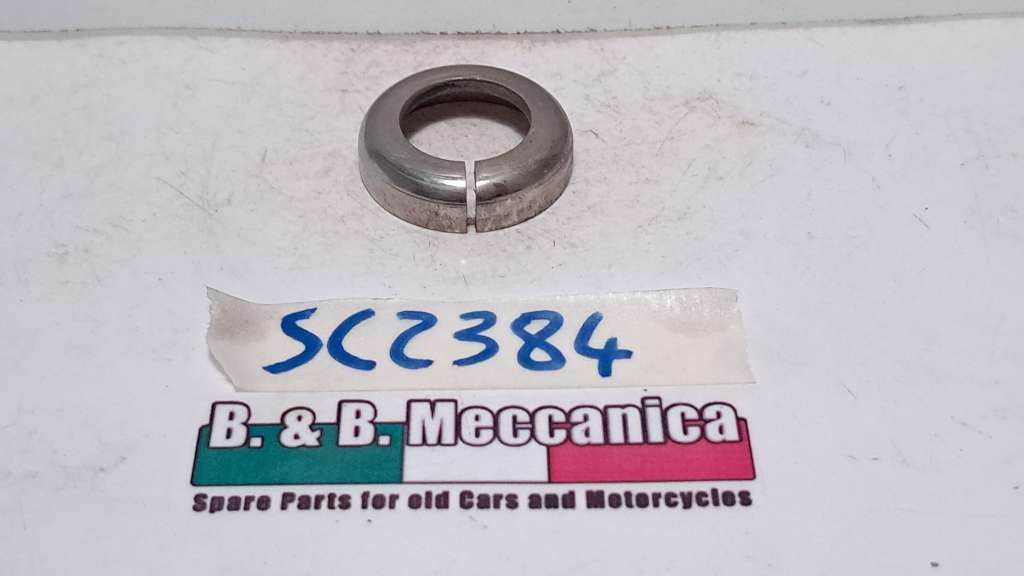 SC2384
B. & B. Meccanica
Spare Parts for old Cars and Motorcycles